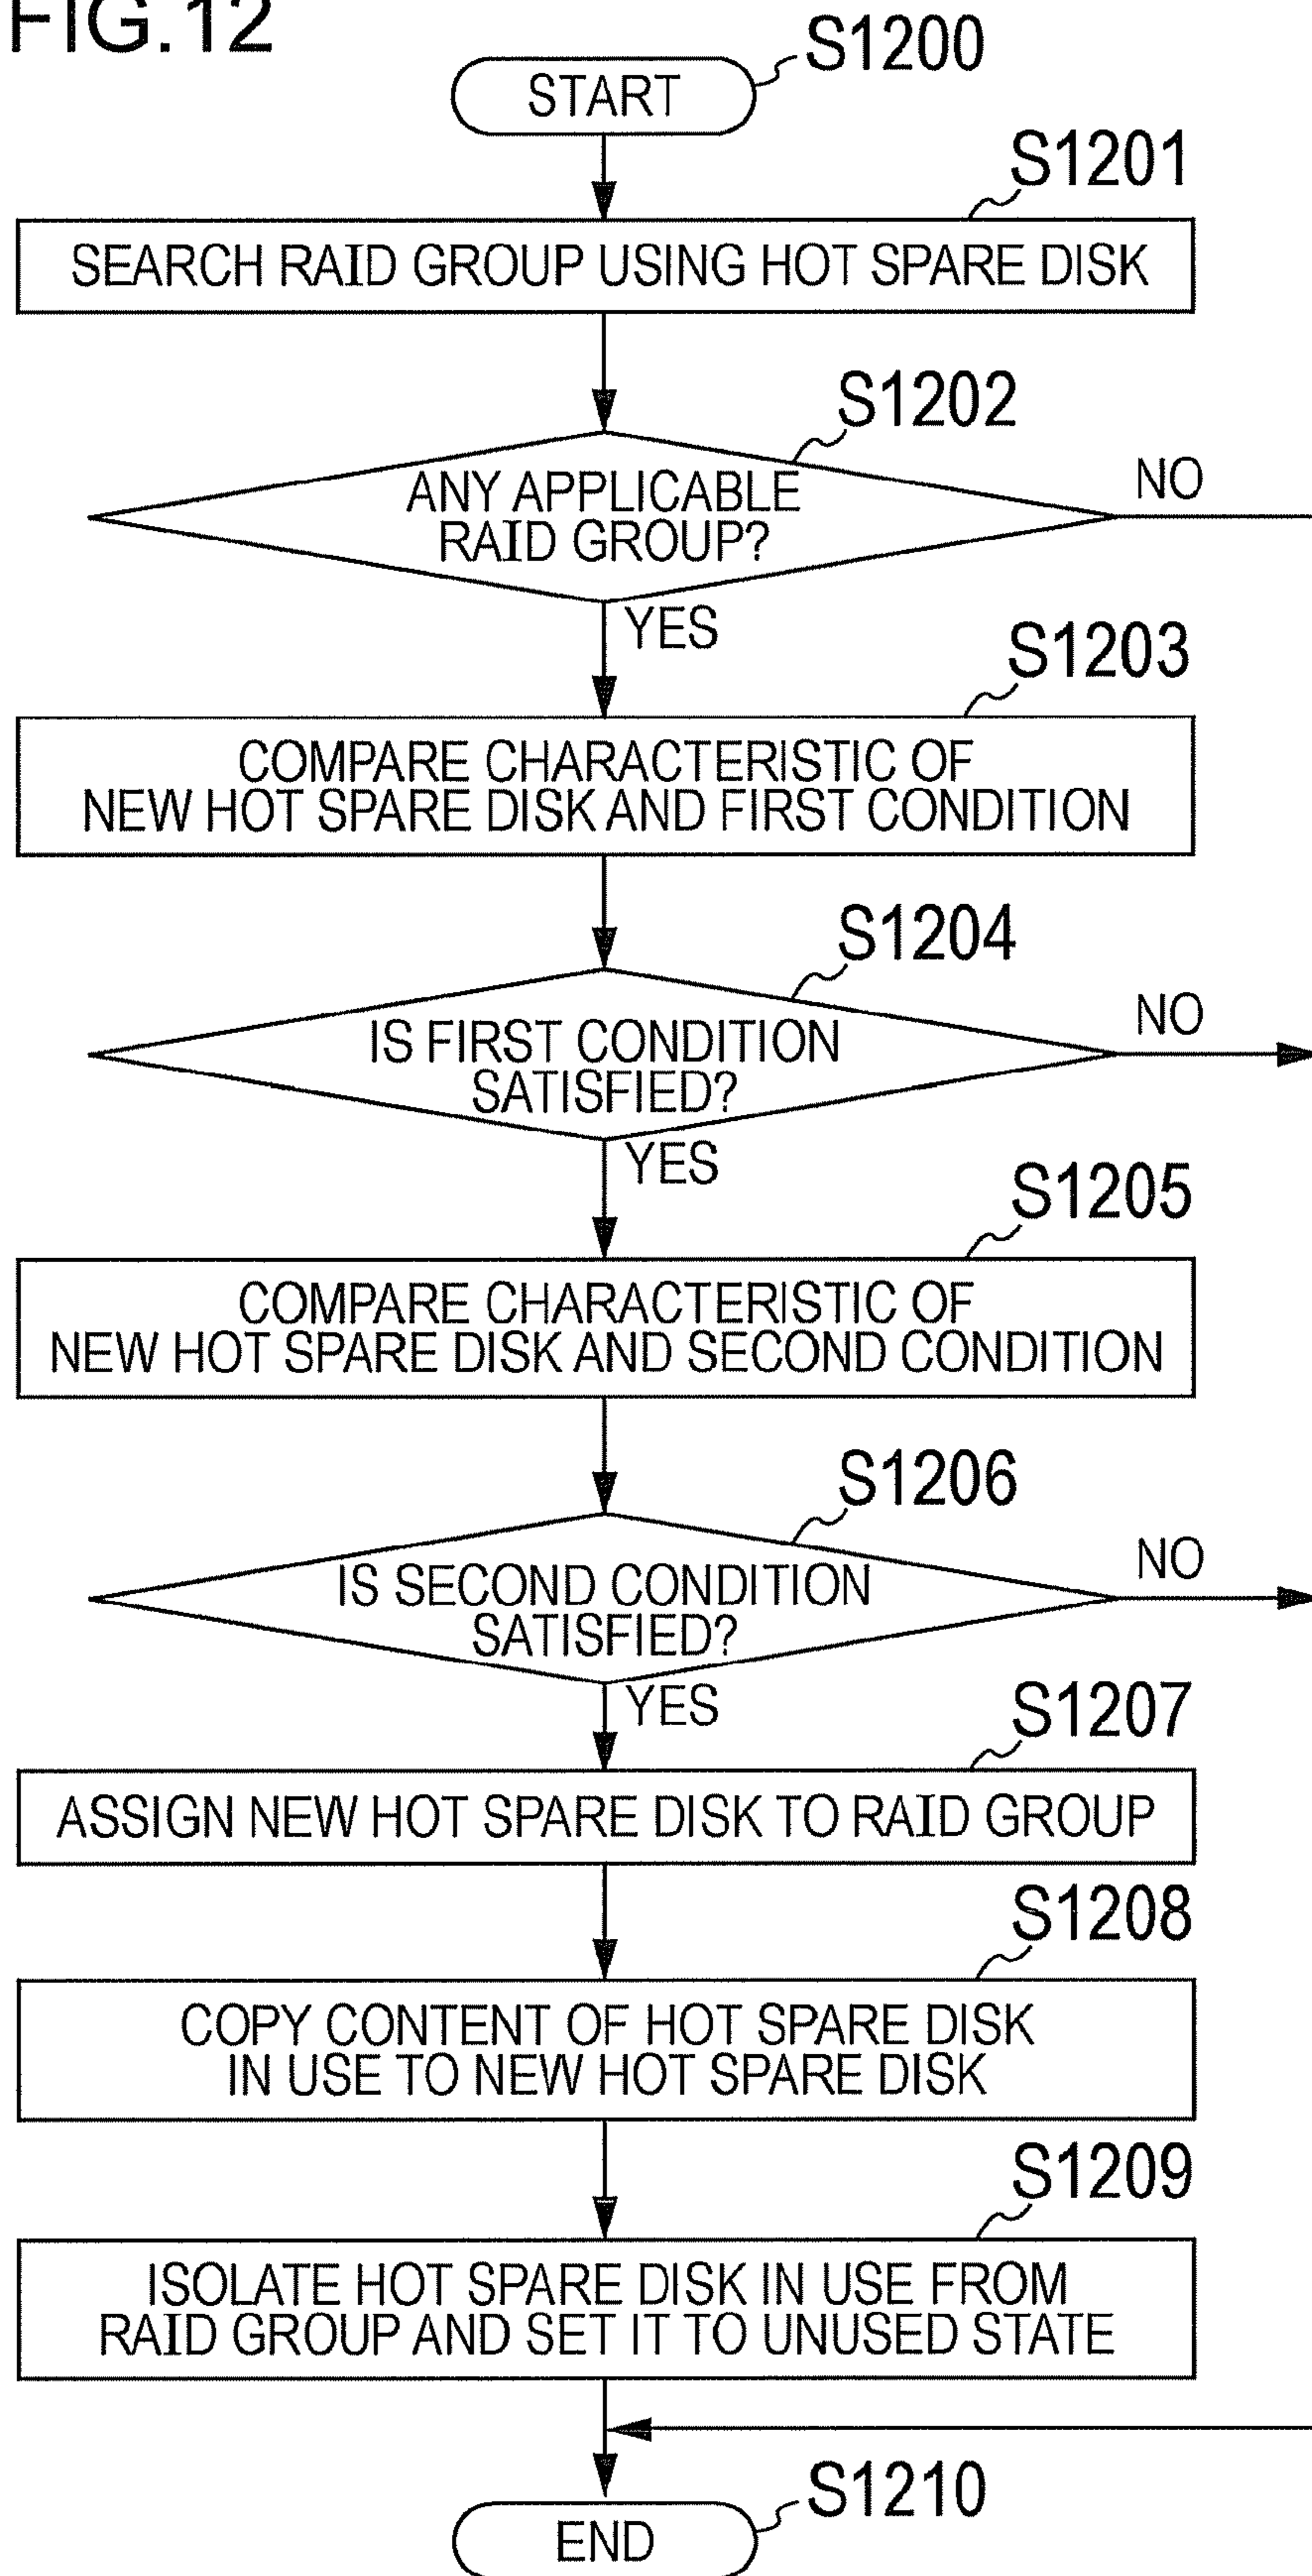 FIG.12
S1200
START
S1201
SEARCH RAID GROUP USING HOT SPARE DISK
S1202
ANY APPLICABLE
RAID GROUP?
NO
YES
S1203
COMPARE CHARACTERISTIC OF
NEW HOT SPARE DISK AND FIRST CONDITION
S1204
IS FIRST CONDITION
SATISFIED?
NO
YES
S1205
COMPARE CHARACTERISTIC OF
NEW HOT SPARE DISK AND SECOND CONDITION
S1206
IS SECOND CONDITION
SATISFIED?
NO
YES
S1207
ASSIGN NEW HOT SPARE DISK TO RAID GROUP
S1208
COPY CONTENT OF HOT SPARE DISK
IN USE TO NEW HOT SPARE DISK
S1209
ISOLATE HOT SPARE DISK IN USE FROM
RAID GROUP AND SET IT TO UNUSED STATE
S1210
END